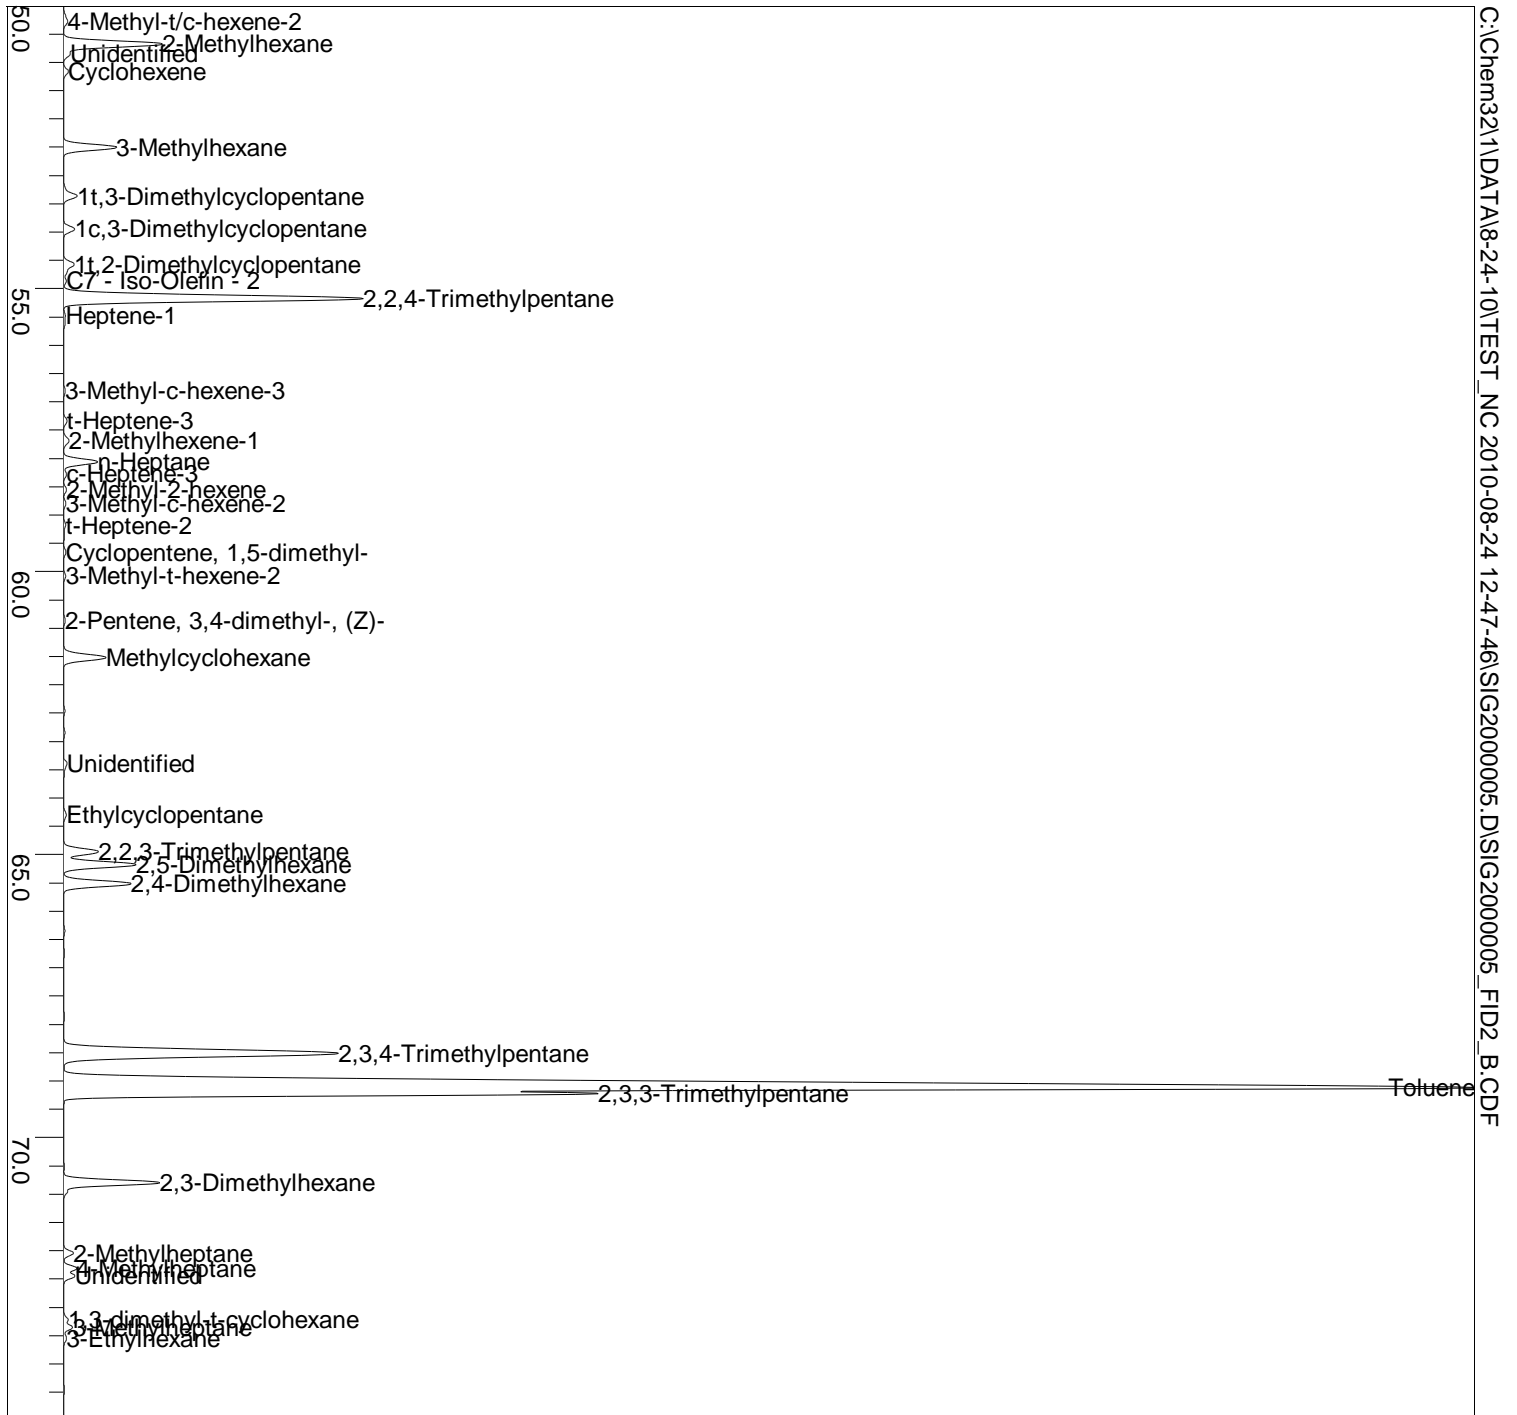 C:\Chem32\1\DATA\8-24-10\TEST_NC 2010-08-24 12-47-46\SIG2000005.D\SIG2000005_FID2_B.CDF
50.0
4-Methyl-t/c-hexene-2
2-Methylhexane
Unidentified
Cyclohexene
3-Methylhexane
1t,3-Dimethylcyclopentane
1c,3-Dimethylcyclopentane
1t,2-Dimethylcyclopentane
C7 - Iso-Olefin - 2
55.0
2,2,4-Trimethylpentane
Heptene-1
3-Methyl-c-hexene-3
t-Heptene-3
2-Methylhexene-1
n-Heptane
c-Heptene-3
2-Methyl-2-hexene
3-Methyl-c-hexene-2
t-Heptene-2
Cyclopentene, 1,5-dimethyl-
60.0
3-Methyl-t-hexene-2
2-Pentene, 3,4-dimethyl-, (Z)-
Methylcyclohexane
Unidentified
Ethylcyclopentane
2,2,3-Trimethylpentane
65.0
2,5-Dimethylhexane
2,4-Dimethylhexane
2,3,4-Trimethylpentane
Toluene
2,3,3-Trimethylpentane
70.0
2,3-Dimethylhexane
2-Methylheptane
4-Methylheptane
Unidentified
1,3-dimethyl-t-cyclohexane
3-Methylheptane
3-Ethylhexane